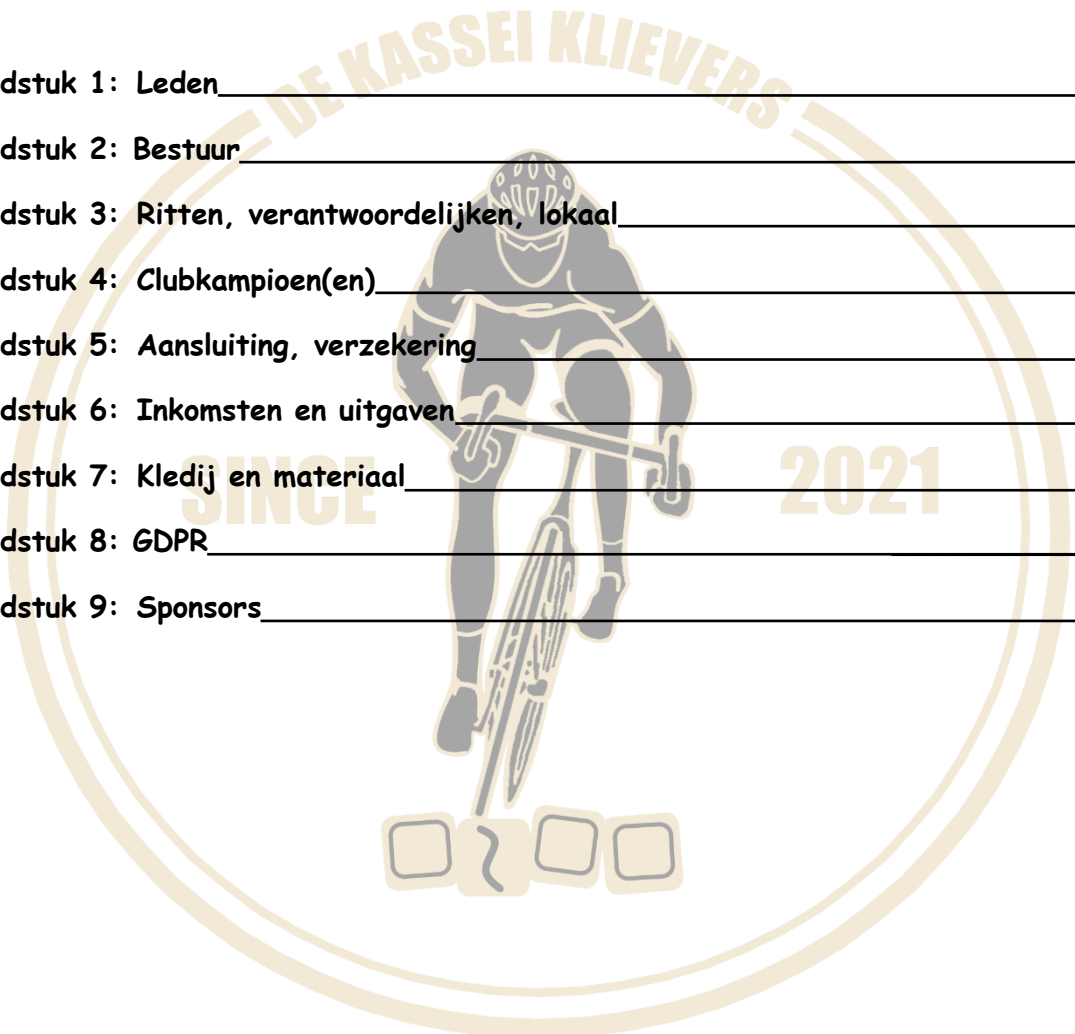 DE KASSEI KLIEVERS
dstuk 1: Leden
dstuk 2: Bestuur
dstuk 3: Ritten, verantwoordelijken, lokaal
dstuk 4: Clubkampioen(en)
dstuk 5: Aansluiting, verzekering
dstuk 6: Inkomsten en uitgaven
dstuk 7: Kledij en materiaal
SINCE 2021
dstuk 8: GDPR
dstuk 9: Sponsors